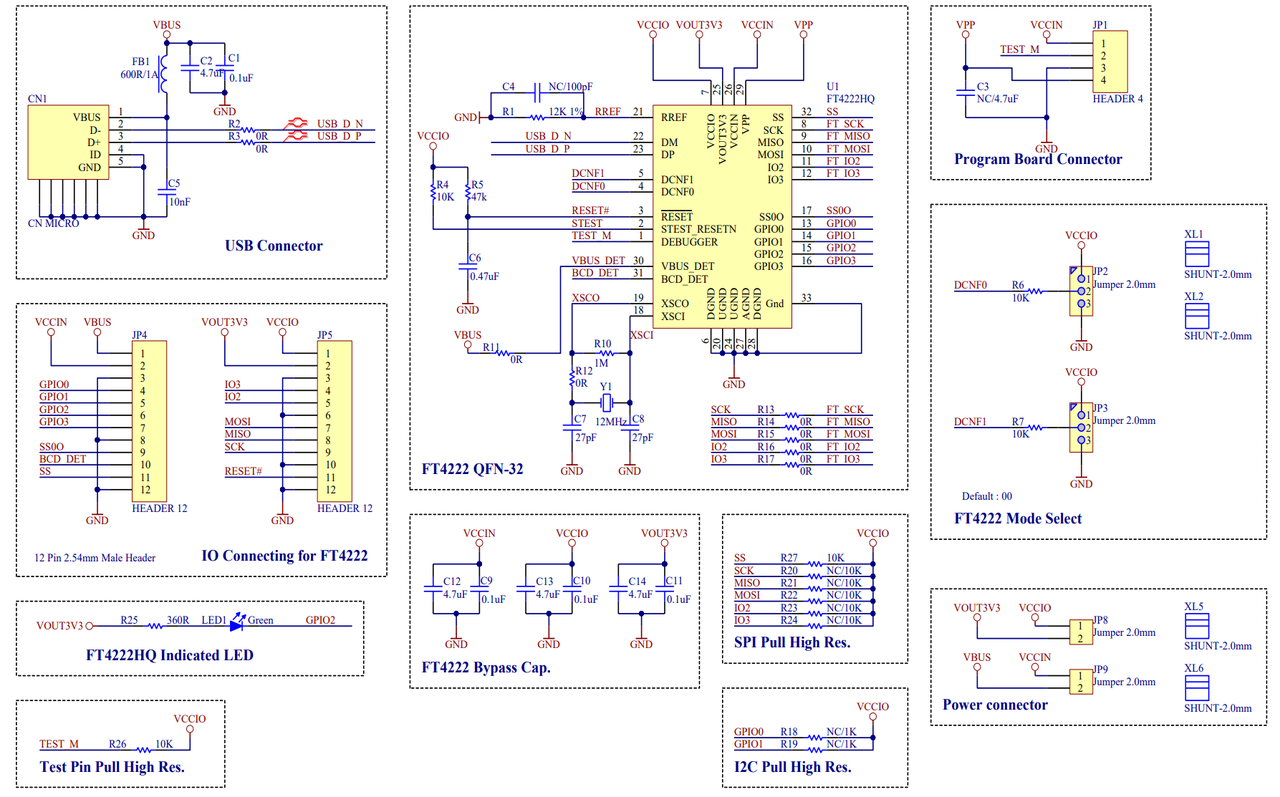 VBUS
FB1
600R/1A
C2
4.7uF
C1
0.1uF
GND
CN1
VBUS 1
D- 2
D+ 3
ID 4
GND 5
R2
R3 0R
0R
USB_D_N
USB_D_P
C5
10nF
CN MICRO
GND
USB Connector
VCCIO VOUT3V3 VCCIN VPP
C4 NC/100pF
GND R1 12K 1% RREF
U1
FT4222HQ
7 25 26 29
VCCIO VOUT3V3 VCCIN VPP
21 RREF
22 DM
23 DP
5 DCNF1
4 DCNF0
3 RESET
2 STEST_RESETN
1 DEBUGGER
30 VBUS_DET
31 BCD_DET
19 XSCO
18 XSCI
SS 32 SS
SCK 8 FT_SCK
MISO 9 FT_MISO
MOSI 10 FT_MOSI
IO2 11 FT_IO2
IO3 12 FT_IO3
SS0O 17 SS0O
GPIO0 13 GPIO0
GPIO1 14 GPIO1
GPIO2 15 GPIO2
GPIO3 16 GPIO3
Gnd 33
DGND UGND UGND AGND DGND
6 20 24 27 28
GND
USB_D_N
USB_D_P
VCCIO
R4
10K
R5
47k
DCNF1
DCNF0
RESET#
STEST
TEST_M
C6
0.47uF
GND
VBUS_DET
BCD_DET
XSCO
XSCI
VBUS
R11 0R
R10
1M
R12
0R
Y1
12MHz
C7
27pF
C8
27pF
GND GND
SCK R13 FT_SCK
MISO R14 0R FT_MISO
MOSI R15 0R FT_MOSI
IO2 R16 0R FT_IO2
IO3 R17 0R FT_IO3
0R
FT4222 QFN-32
VPP VCCIN JP1
TEST_M
1
2
3
4
C3
NC/4.7uF
HEADER 4
GND
Program Board Connector
VCCIO
DCNF0 R6
10K
JP2
Jumper 2.0mm
1
2
3
GND
VCCIO
DCNF1 R7
10K
JP3
Jumper 2.0mm
1
2
3
GND
XL1
SHUNT-2.0mm
XL2
SHUNT-2.0mm
Default : 00
FT4222 Mode Select
VCCIN VBUS JP4
1
2
3
GPIO0 4
GPIO1 5
GPIO2 6
GPIO3 7
8
SS0O 9
BCD_DET 10
SS 11
12
GND HEADER 12
VOUT3V3 VCCIO JP5
1
2
3
IO3 4
IO2 5
6
MOSI 7
MISO 8
SCK 9
10
RESET# 11
12
GND HEADER 12
12 Pin 2.54mm Male Header
IO Connecting for FT4222
VOUT3V3 R25 360R LED1 Green GPIO2
FT4222HQ Indicated LED
VCCIO
TEST_M R26 10K
Test Pin Pull High Res.
VCCIN VCCIO VOUT3V3
C12
4.7uF
C9
0.1uF
C13
4.7uF
C10
0.1uF
C14
4.7uF
C11
0.1uF
GND GND GND
FT4222 Bypass Cap.
VCCIO
SS R27 10K
SCK R20 NC/10K
MISO R21 NC/10K
MOSI R22 NC/10K
IO2 R23 NC/10K
IO3 R24 NC/10K
SPI Pull High Res.
VCCIO
GPIO0 R18 NC/1K
GPIO1 R19 NC/1K
I2C Pull High Res.
VOUT3V3 VCCIO JP8
1
2
Jumper 2.0mm
VBUS VCCIN JP9
1
2
Jumper 2.0mm
XL5
SHUNT-2.0mm
XL6
SHUNT-2.0mm
Power connector